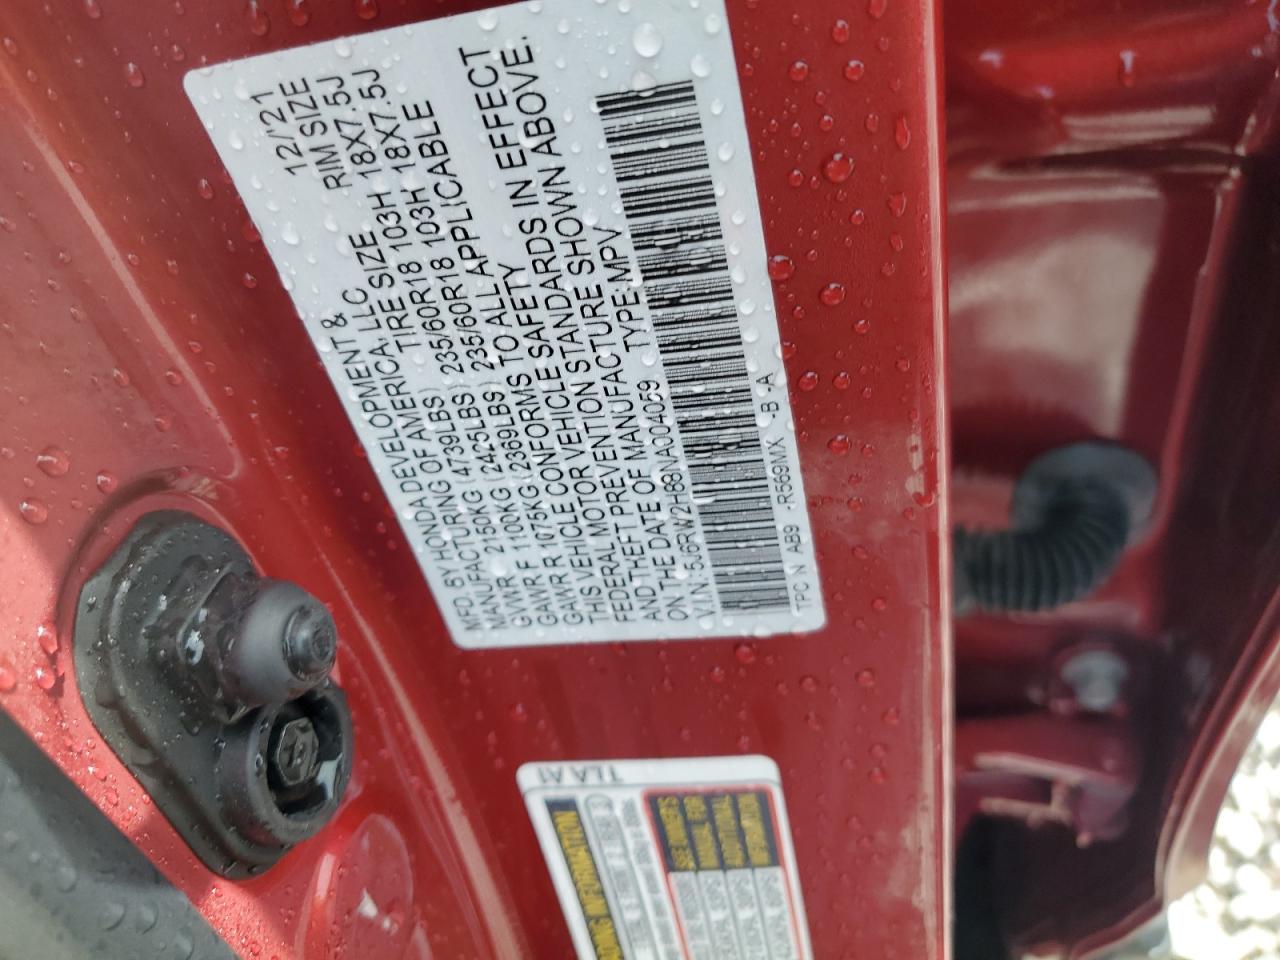 MFD. BY HONDA DEVELOPMENT & 12/'21
MANUFACTURING OF AMERICA, LLC RIM SIZE
GVWR 2150KG (4739LBS) TIRE SIZE 18X7.5J
GAWR F 1100KG (2425LBS) 235/60R18 103H 18X7.5J
GAWR R 1075KG (2369LBS) 235/60R18 103H
THIS VEHICLE CONFORMS TO ALL APPLICABLE
FEDERAL MOTOR VEHICLE SAFETY
AND THEFT PREVENTION STANDARDS IN EFFECT
ON THE DATE OF MANUFACTURE SHOWN ABOVE.
V.I.N.: 5J6RW2H88NA004059 TYPE:MPV
TPC N AB9 -R569MX -B -A
TLA A1